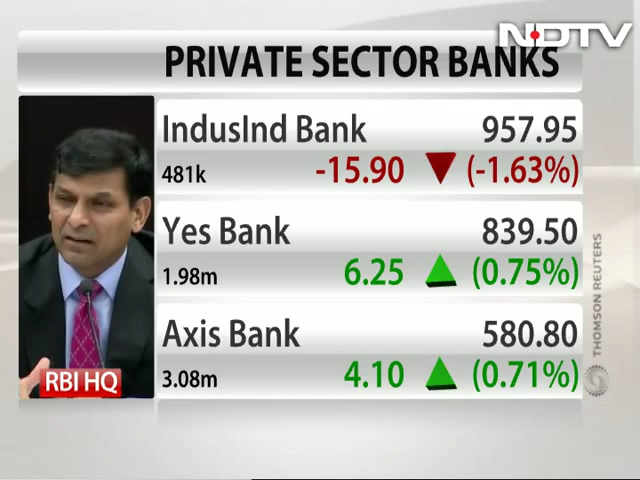 NDTV
PRIVATE SECTOR BANKS
IndusInd Bank 957.95
481k -15.90 ▼ (-1.63%)
Yes Bank 839.50
1.98m 6.25 ▲ (0.75%)
Axis Bank 580.80
3.08m 4.10 ▲ (0.71%)
RBI HQ
THOMSON REUTERS